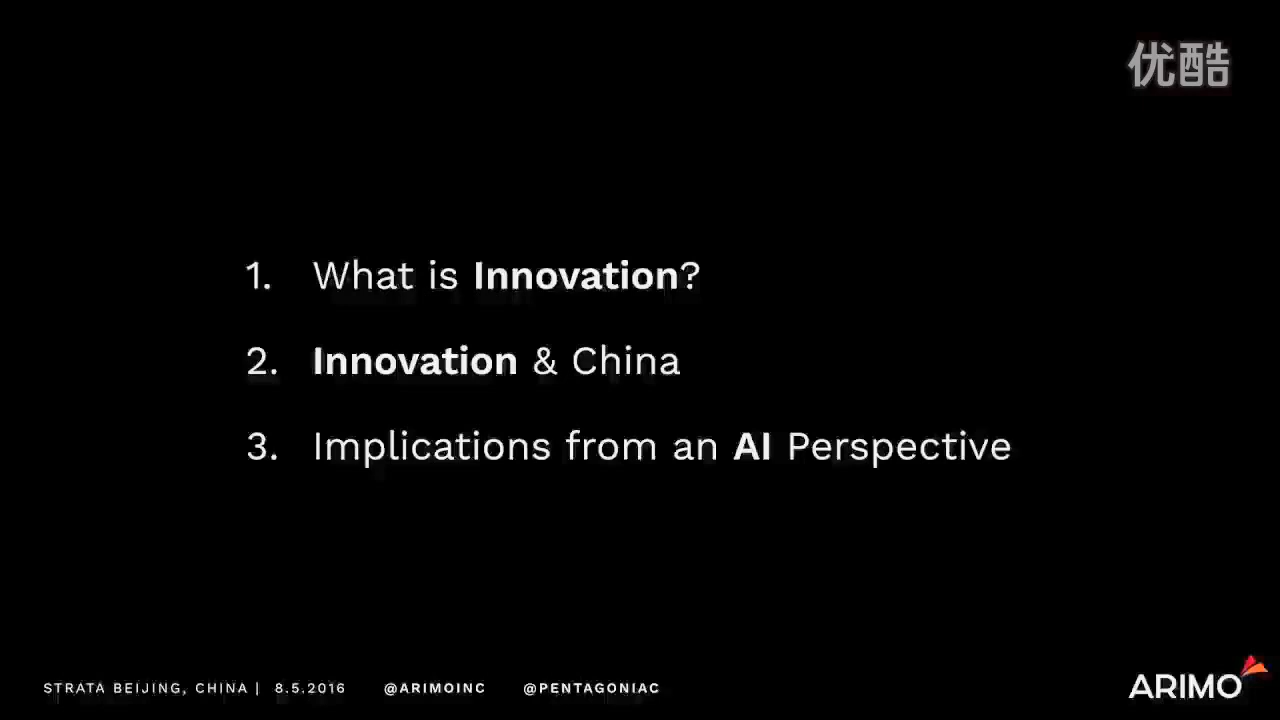 优酷
1. What is Innovation?
2. Innovation & China
3. Implications from an AI Perspective
STRATA BEIJING, CHINA | 8.5.2016 @ARIMOINC @PENTAGONIAC
ARIMO